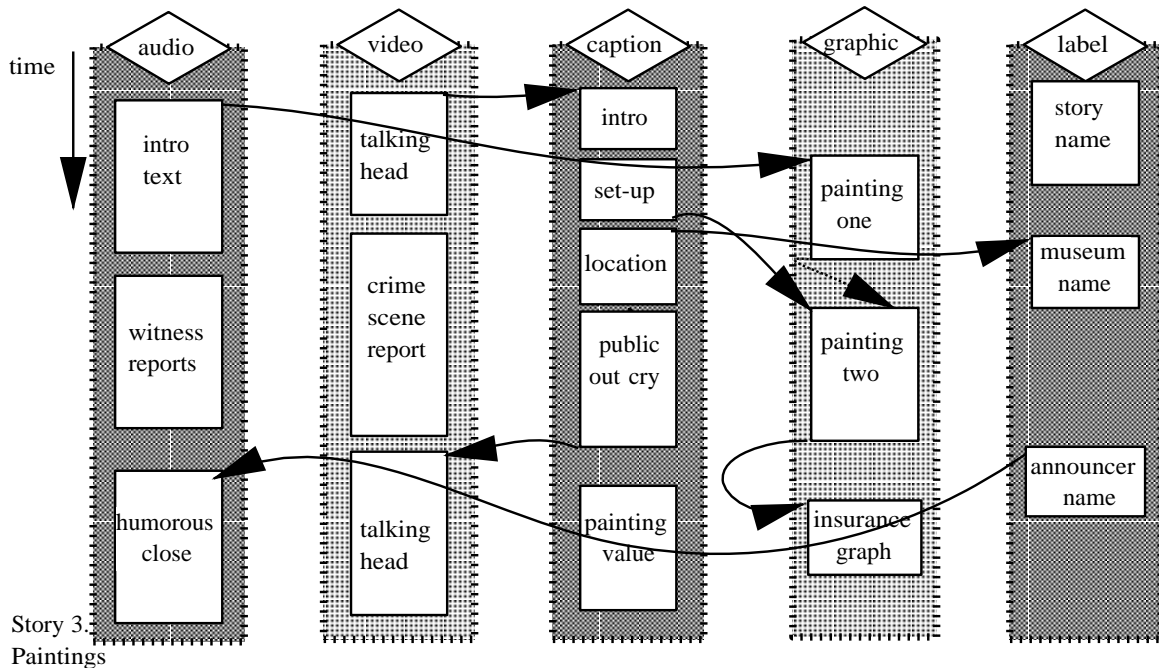 audio
video
caption
graphic
label
time
intro
text
witness
reports
humorous
close
talking
head
crime
scene
report
talking
head
intro
set-up
location
public
out cry
painting
value
painting
one
painting
two
insurance
graph
story
name
museum
name
announcer
name
Story 3.
Paintings